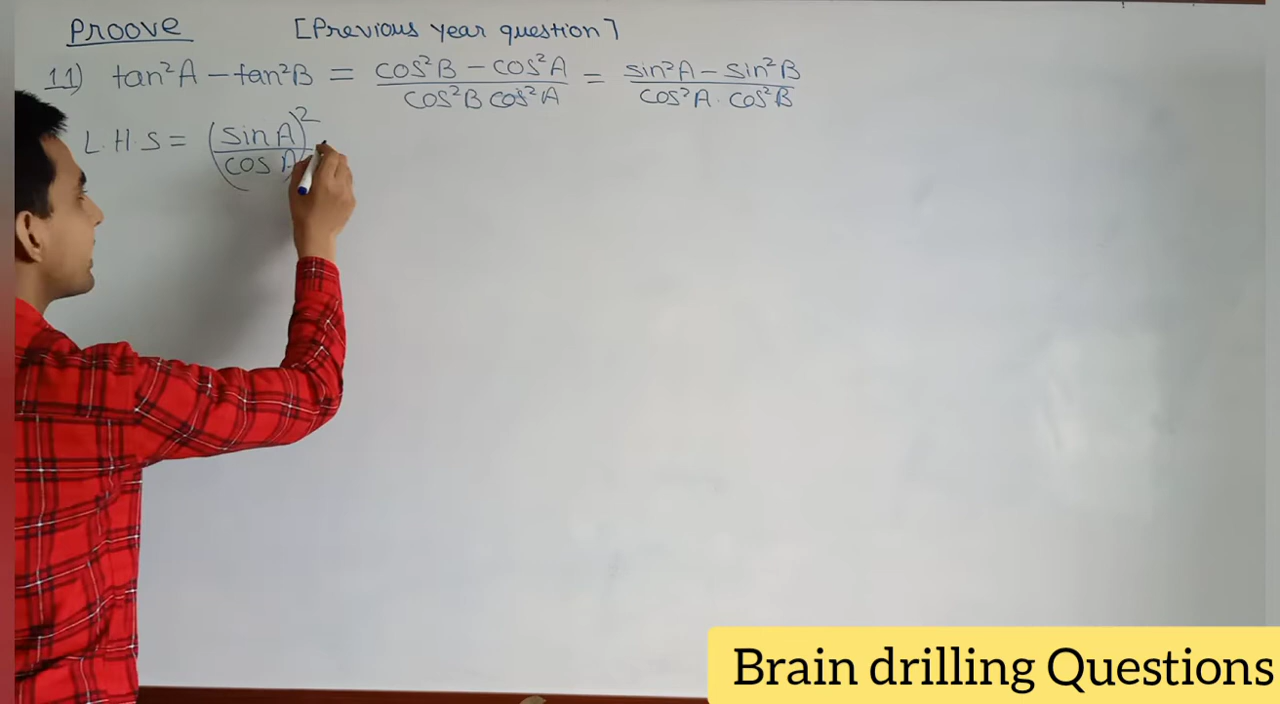 Proove [Previous year question]
11) tan²A – tan²B = cos²B – cos²A / cos²B cos²A = sin²A – sin²B / cos²A . cos²B
L.H.S = (sin A / cos A)²
Brain drilling Questions